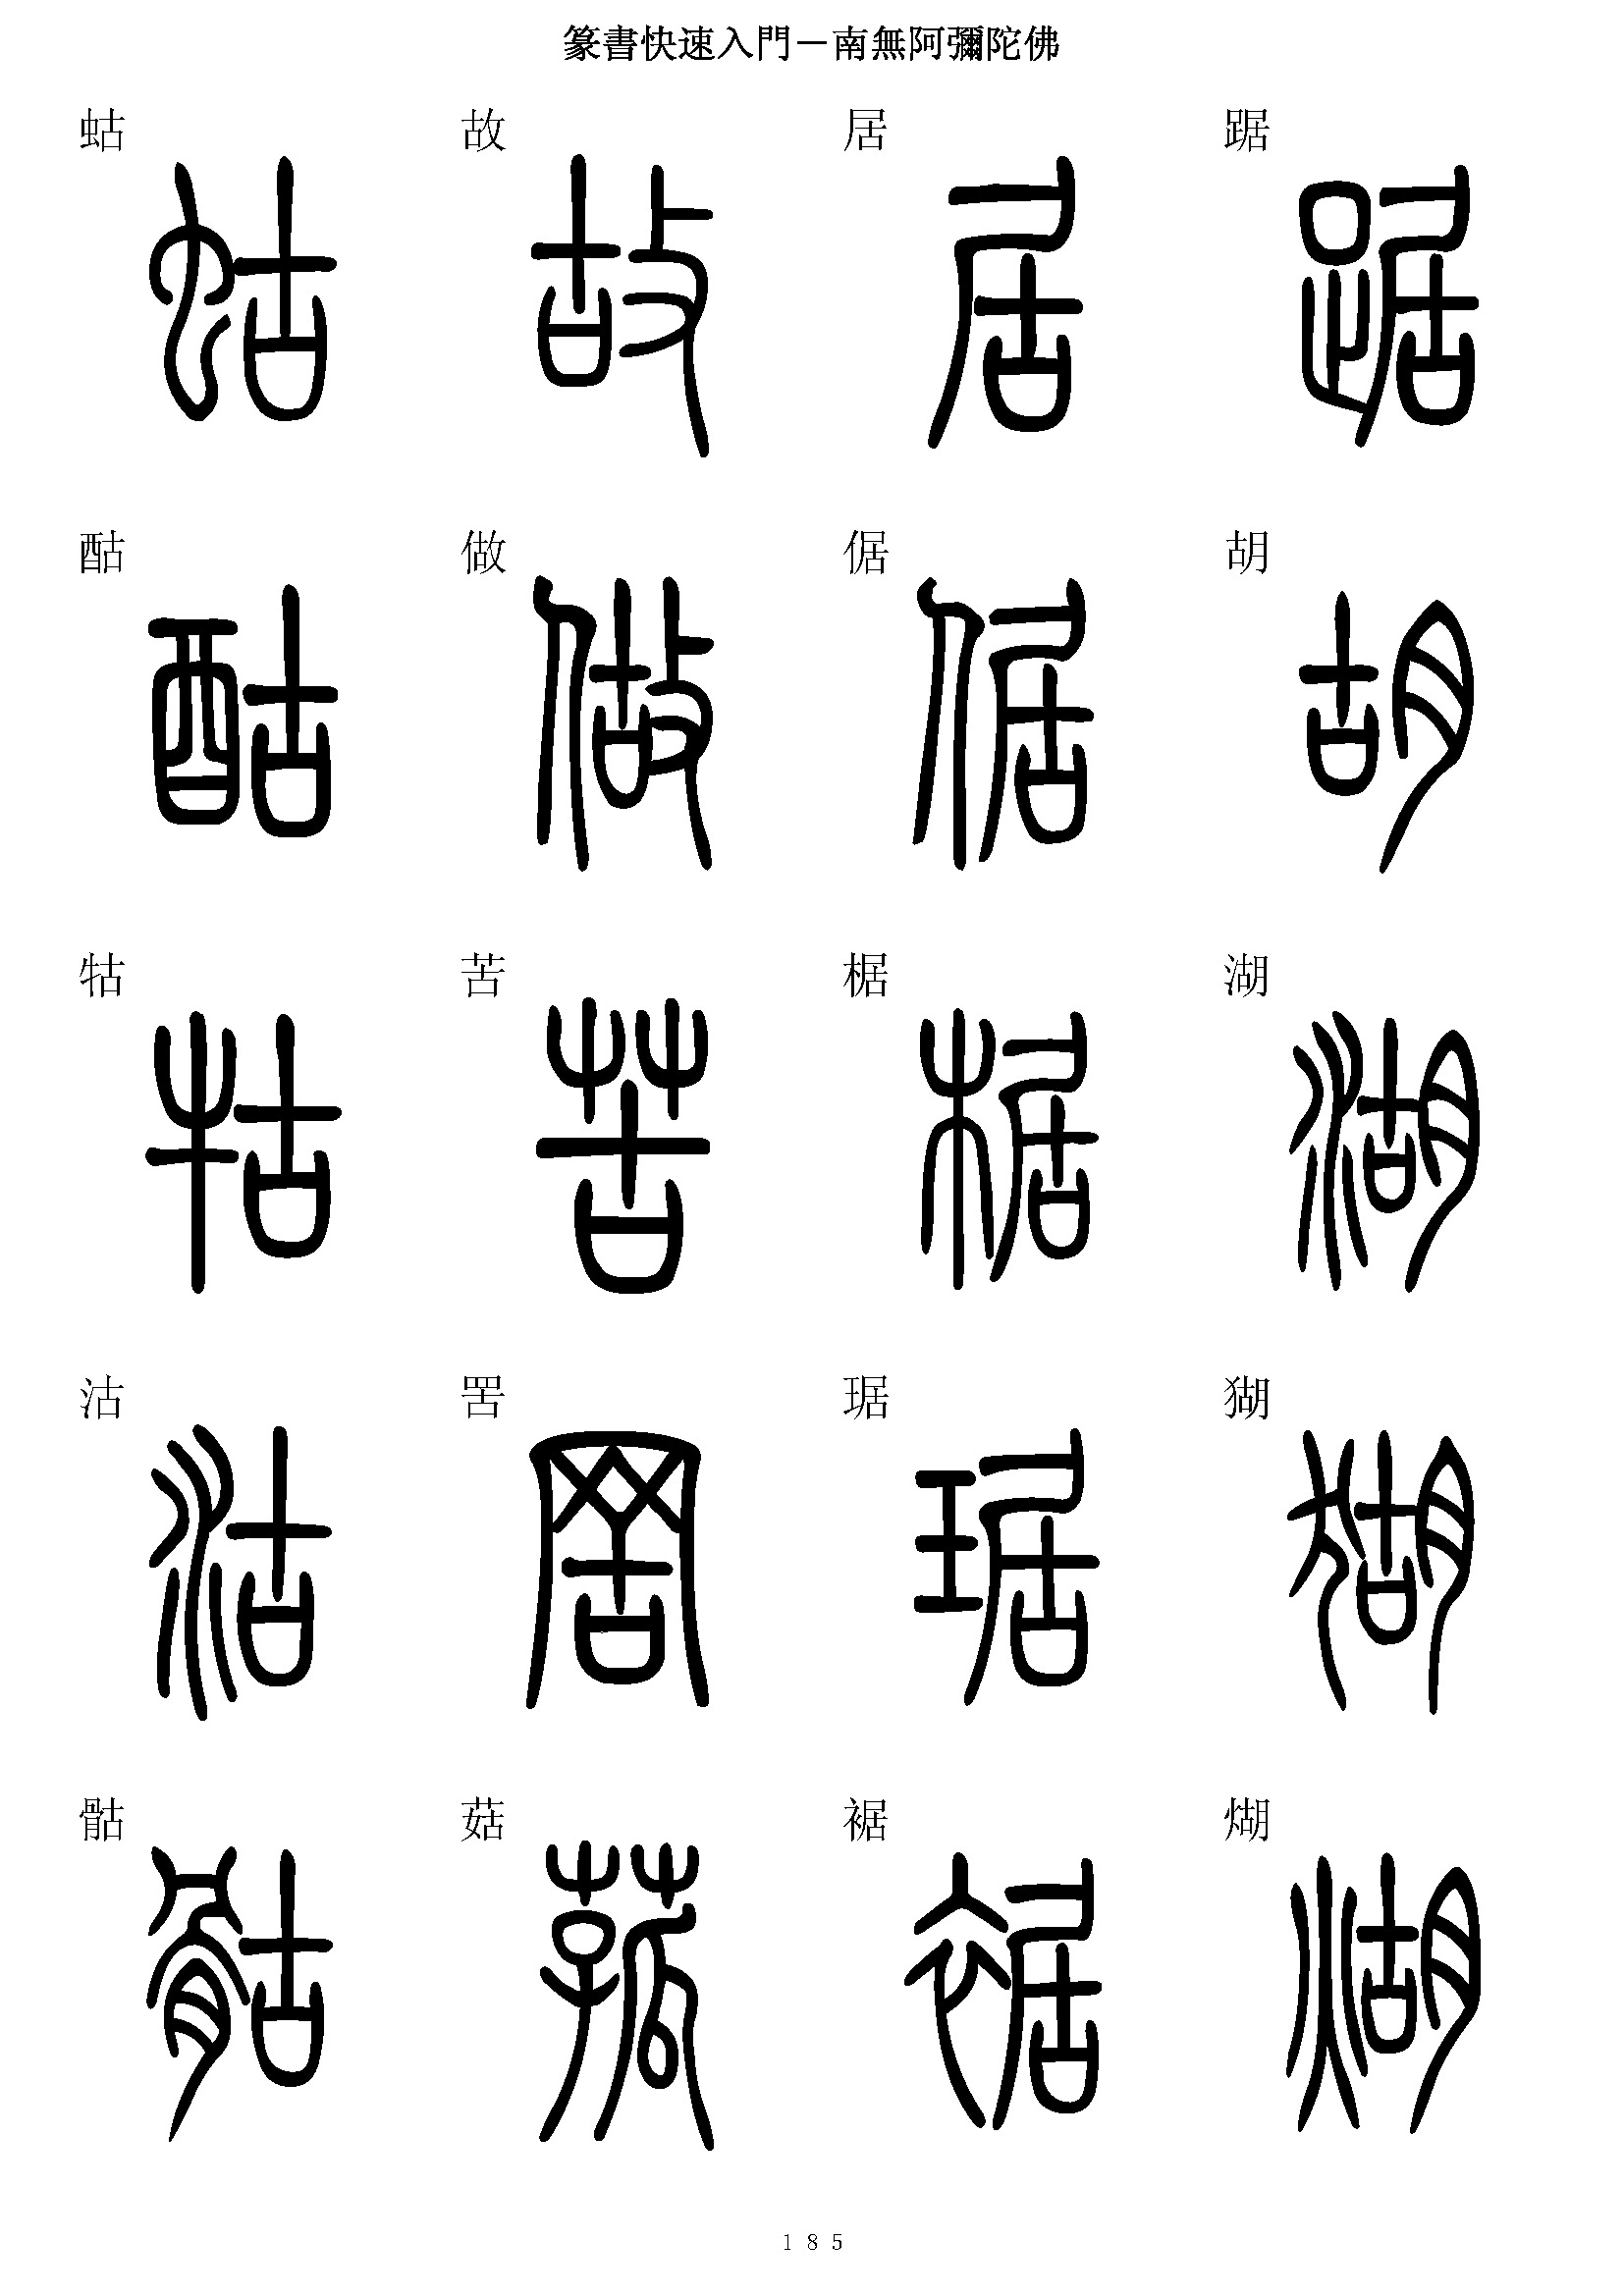 篆書快速入門－南無阿彌陀佛
蛄 故 居 踞
酤 做 倨 胡
牯 苦 椐 湖
沽 罟 琚 猢
骷 菇 裾 煳
185